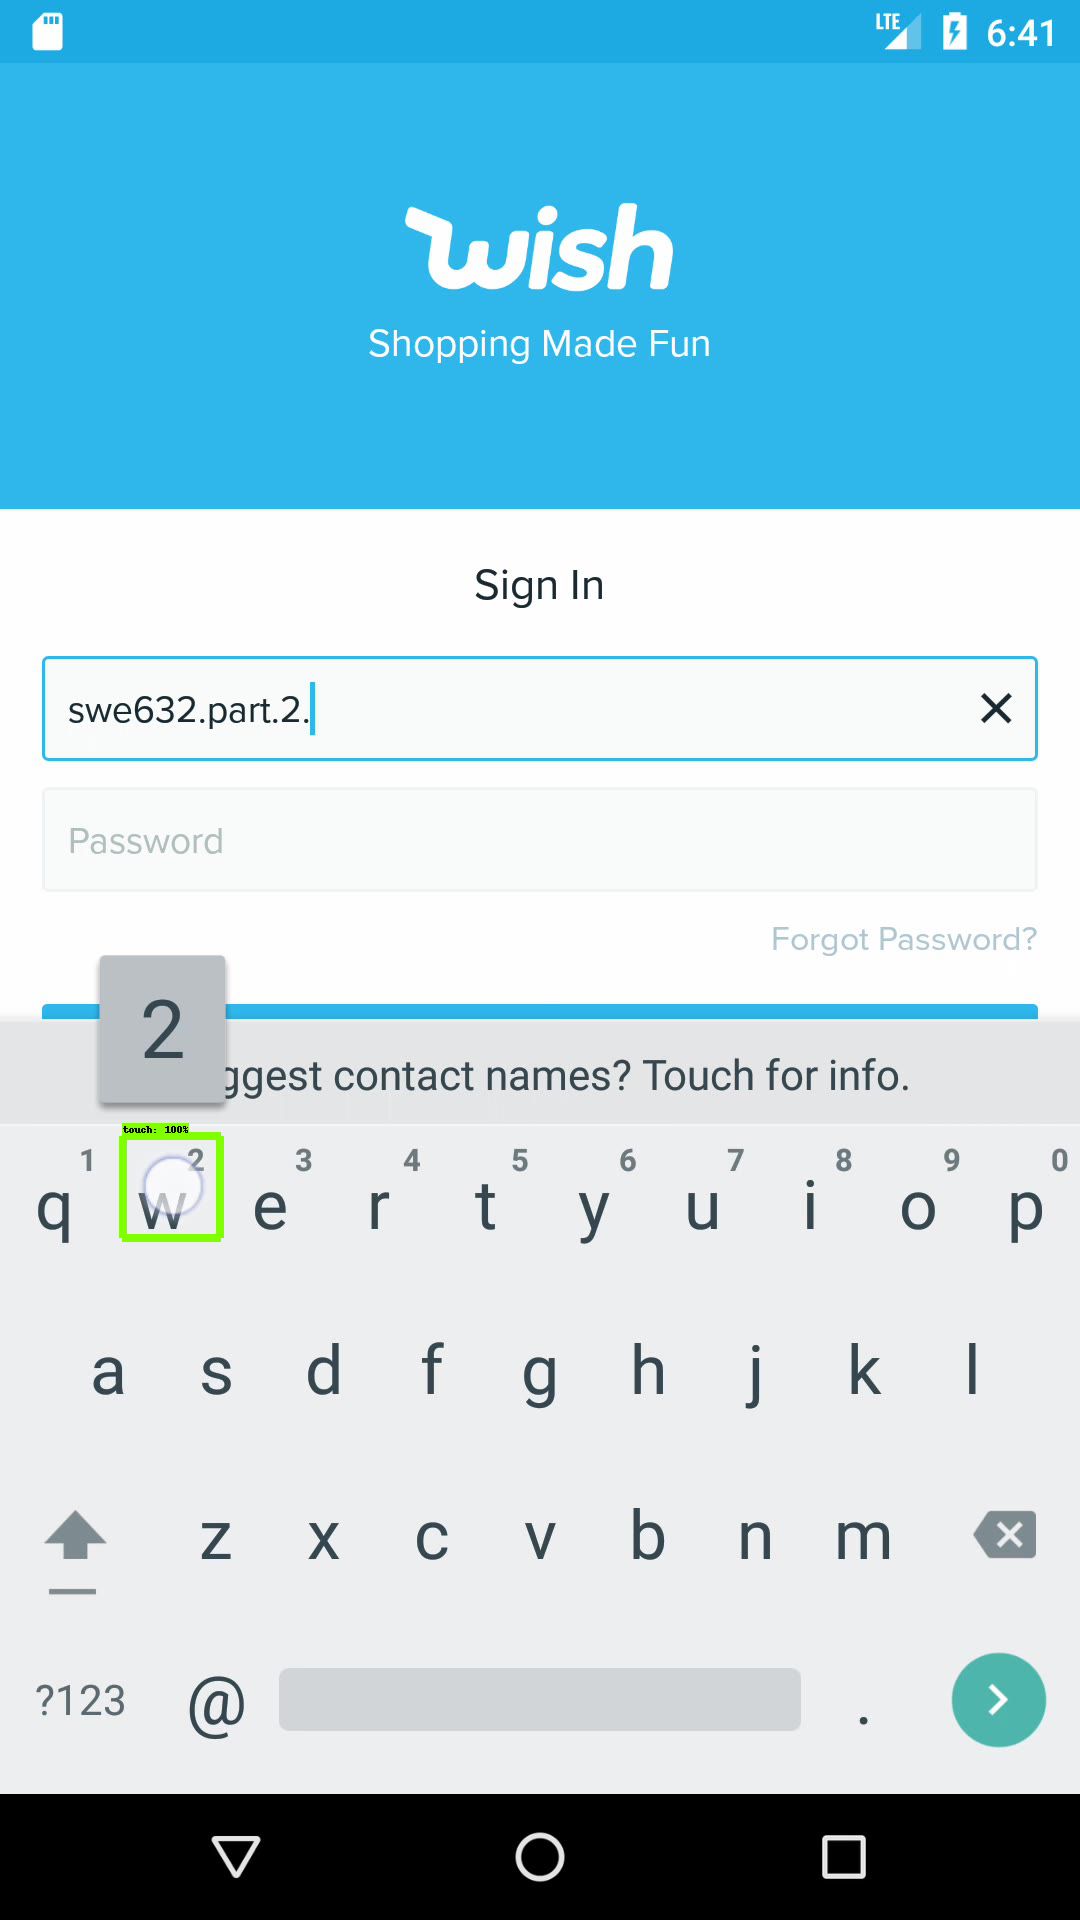 LTE 6:41
wish
Shopping Made Fun
Sign In
swe632.part.2.
Password
Forgot Password?
2
ggest contact names? Touch for info.
touch: 100%
1 2 3 4 5 6 7 8 9 0
q w e r t y u i o p
a s d f g h j k l
z x c v b n m
?123 @ .